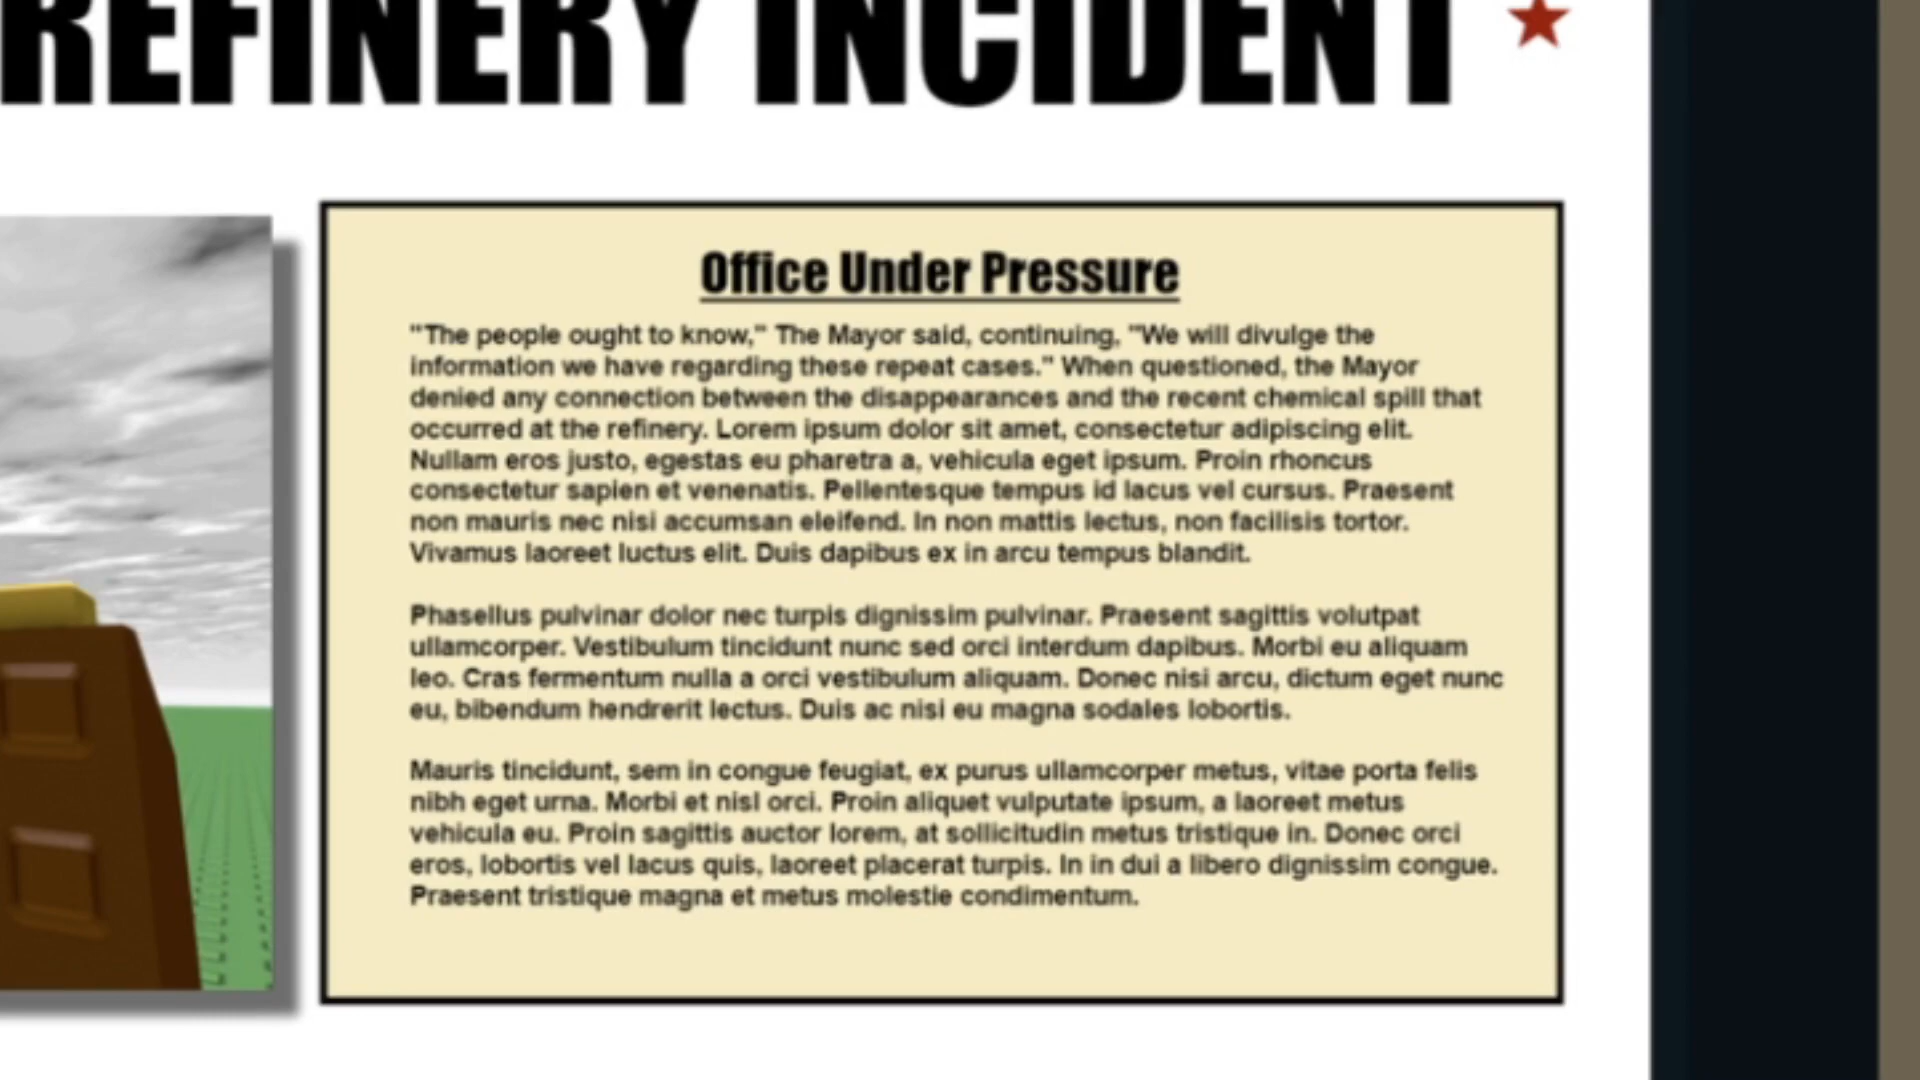 REFINERY INCIDENT
Office Under Pressure
"The people ought to know," The Mayor said, continuing, "We will divulge the
information we have regarding these repeat cases." When questioned, the Mayor
denied any connection between the disappearances and the recent chemical spill that
occurred at the refinery. Lorem ipsum dolor sit amet, consectetur adipiscing elit.
Nullam eros justo, egestas eu pharetra a, vehicula eget ipsum. Proin rhoncus
consectetur sapien et venenatis. Pellentesque tempus id lacus vel cursus. Praesent
non mauris nec nisi accumsan eleifend. In non mattis lectus, non facilisis tortor.
Vivamus laoreet luctus elit. Duis dapibus ex in arcu tempus blandit.
Phasellus pulvinar dolor nec turpis dignissim pulvinar. Praesent sagittis volutpat
ullamcorper. Vestibulum tincidunt nunc sed orci interdum dapibus. Morbi eu aliquam
leo. Cras fermentum nulla a orci vestibulum aliquam. Donec nisi arcu, dictum eget nunc
eu, bibendum hendrerit lectus. Duis ac nisi eu magna sodales lobortis.
Mauris tincidunt, sem in congue feugiat, ex purus ullamcorper metus, vitae porta felis
nibh eget urna. Morbi et nisl orci. Proin aliquet vulputate ipsum, a laoreet metus
vehicula eu. Proin sagittis auctor lorem, at sollicitudin metus tristique in. Donec orci
eros, lobortis vel lacus quis, laoreet placerat turpis. In in dui a libero dignissim congue.
Praesent tristique magna et metus molestie condimentum.